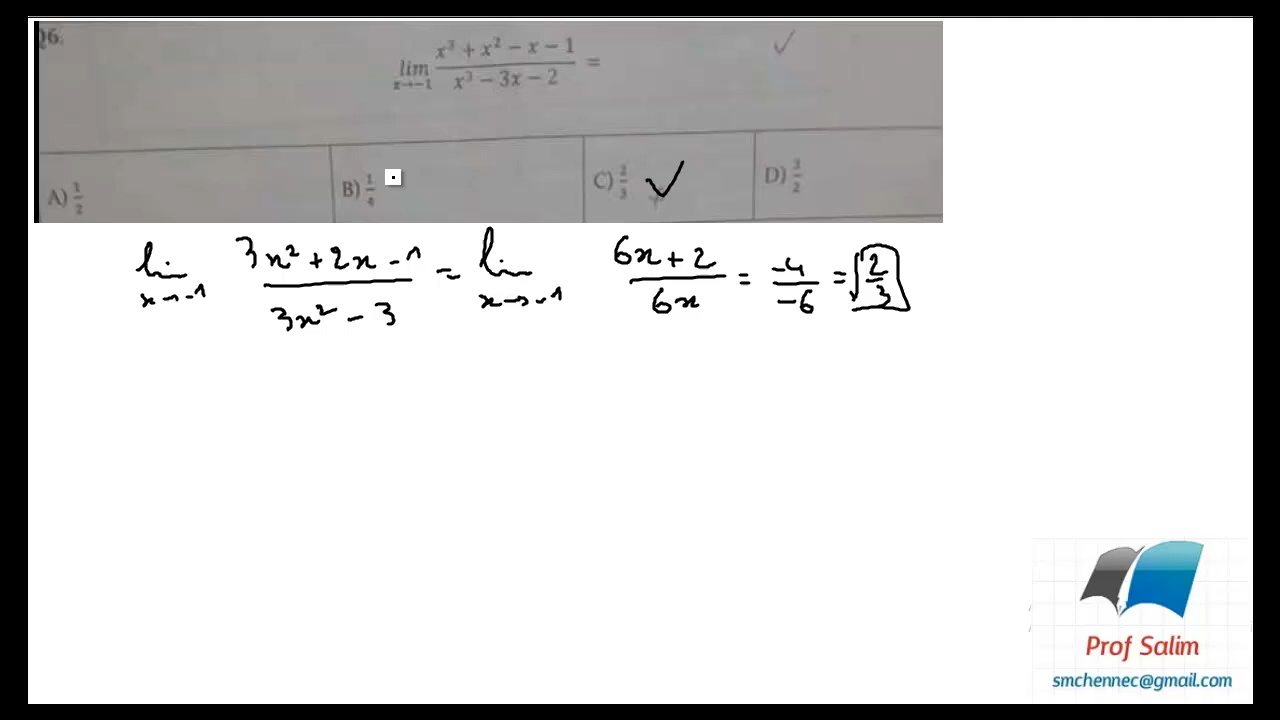 Q6.
lim x→-1 (x³ + x² - x - 1)/(x³ - 3x - 2) =
A) 1/2 B) 1/4 C) 2/3 ✓ D) 3/2
lim x→-1 (3x² + 2x - 1)/(3x² - 3) = lim x→-1 (6x + 2)/(6x) = -4/-6 = 2/3
Prof Salim
smchennec@gmail.com